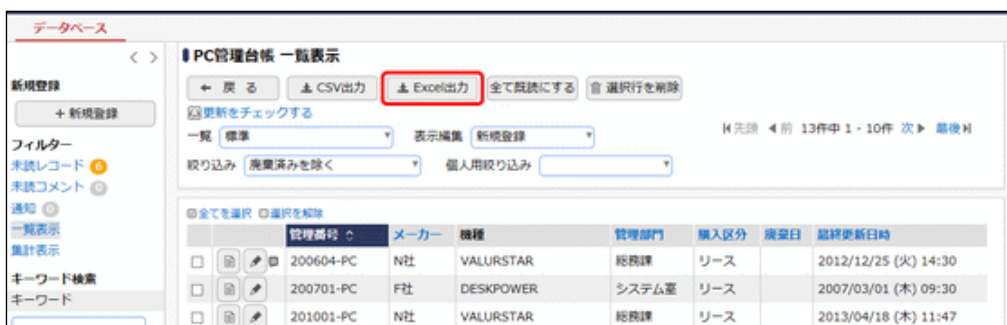 データベース
PC管理台帳 一覧表示
戻る CSV出力 Excel出力 全て既読にする 選択行を削除
更新をチェックする
一覧 標準 表示編集 新規登録
先頭 前 13件中 1 - 10件 次 最後
絞り込み 廃棄済みを除く 個人用絞り込み
新規登録
+ 新規登録
フィルター
未読レコード 6
未読コメント 0
通知 0
一覧表示
集計表示
キーワード検索
キーワード
全てを選択 選択を解除
管理番号 メーカー 機種 管理部門 購入区分 廃棄日 最終更新日時
200604-PC N社 VALURSTAR 総務課 リース 2012/12/25 (火) 14:30
200701-PC F社 DESKPOWER システム室 リース 2007/03/01 (木) 09:30
201001-PC N社 VALURSTAR 総務課 リース 2013/04/18 (木) 11:47